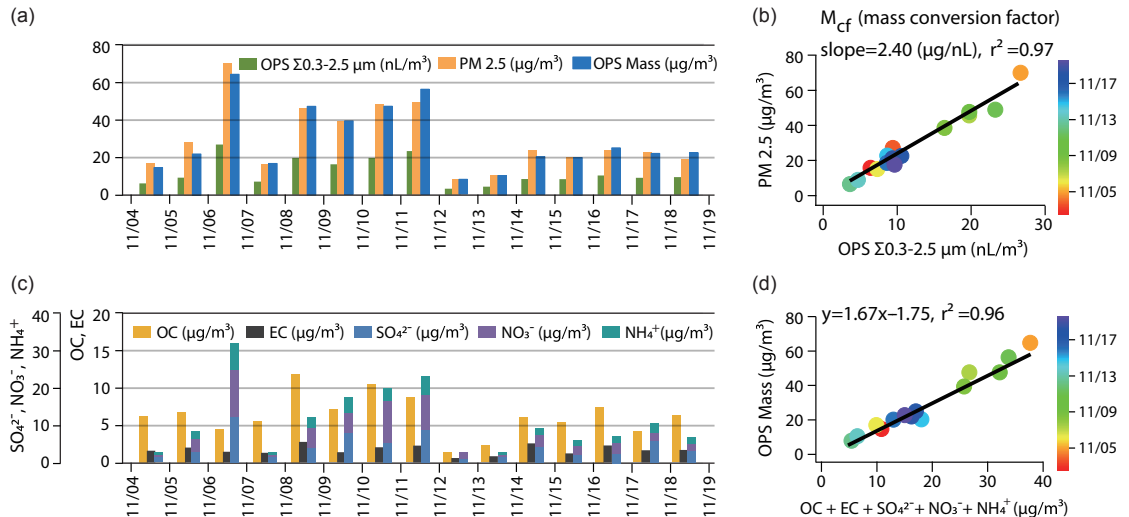 (a)
80
60
40
20
0
OPS Σ0.3-2.5 μm (nL/m³) PM 2.5 (μg/m³) OPS Mass (μg/m³)
11/04 11/05 11/06 11/07 11/08 11/09 11/10 11/11 11/12 11/13 11/14 11/15 11/16 11/17 11/18 11/19
(b)
M_cf (mass conversion factor)
slope=2.40 (μg/nL), r² =0.97
PM 2.5 (μg/m³)
80
60
40
20
0
0 10 20 30
OPS Σ0.3-2.5 μm (nL/m³)
11/17
11/13
11/09
11/05
(c)
SO₄²⁻, NO₃⁻, NH₄⁺
40
30
20
10
0
OC, EC
20
15
10
5
0
OC (μg/m³) EC (μg/m³) SO₄²⁻ (μg/m³) NO₃⁻ (μg/m³) NH₄⁺(μg/m³)
11/04 11/05 11/06 11/07 11/08 11/09 11/10 11/11 11/12 11/13 11/14 11/15 11/16 11/17 11/18 11/19
(d)
y=1.67x−1.75, r² =0.96
OPS Mass (μg/m³)
80
60
40
20
0
0 10 20 30 40
OC + EC + SO₄²⁻+ NO₃⁻+ NH₄⁺ (μg/m³)
11/17
11/13
11/09
11/05